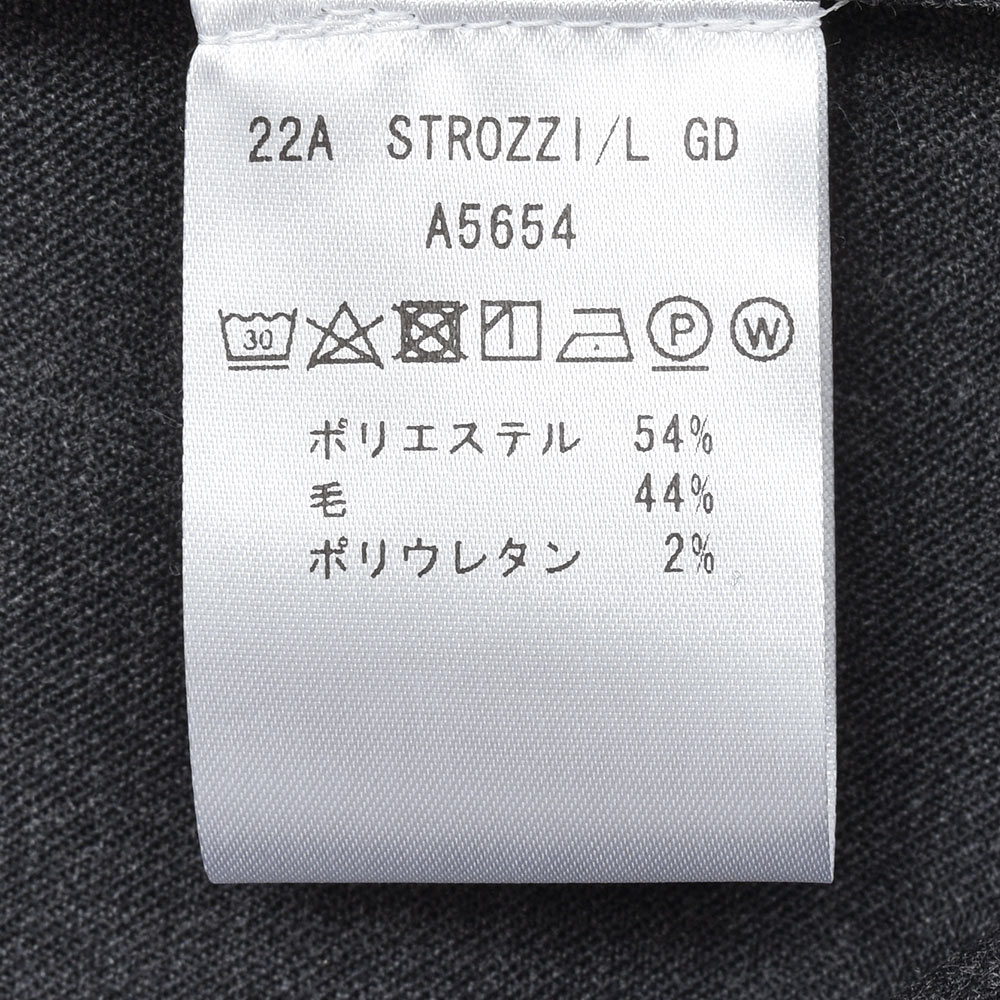 22A STROZZI/L GD
A5654
30 P W
ポリエステル 54%
毛 44%
ポリウレタン 2%